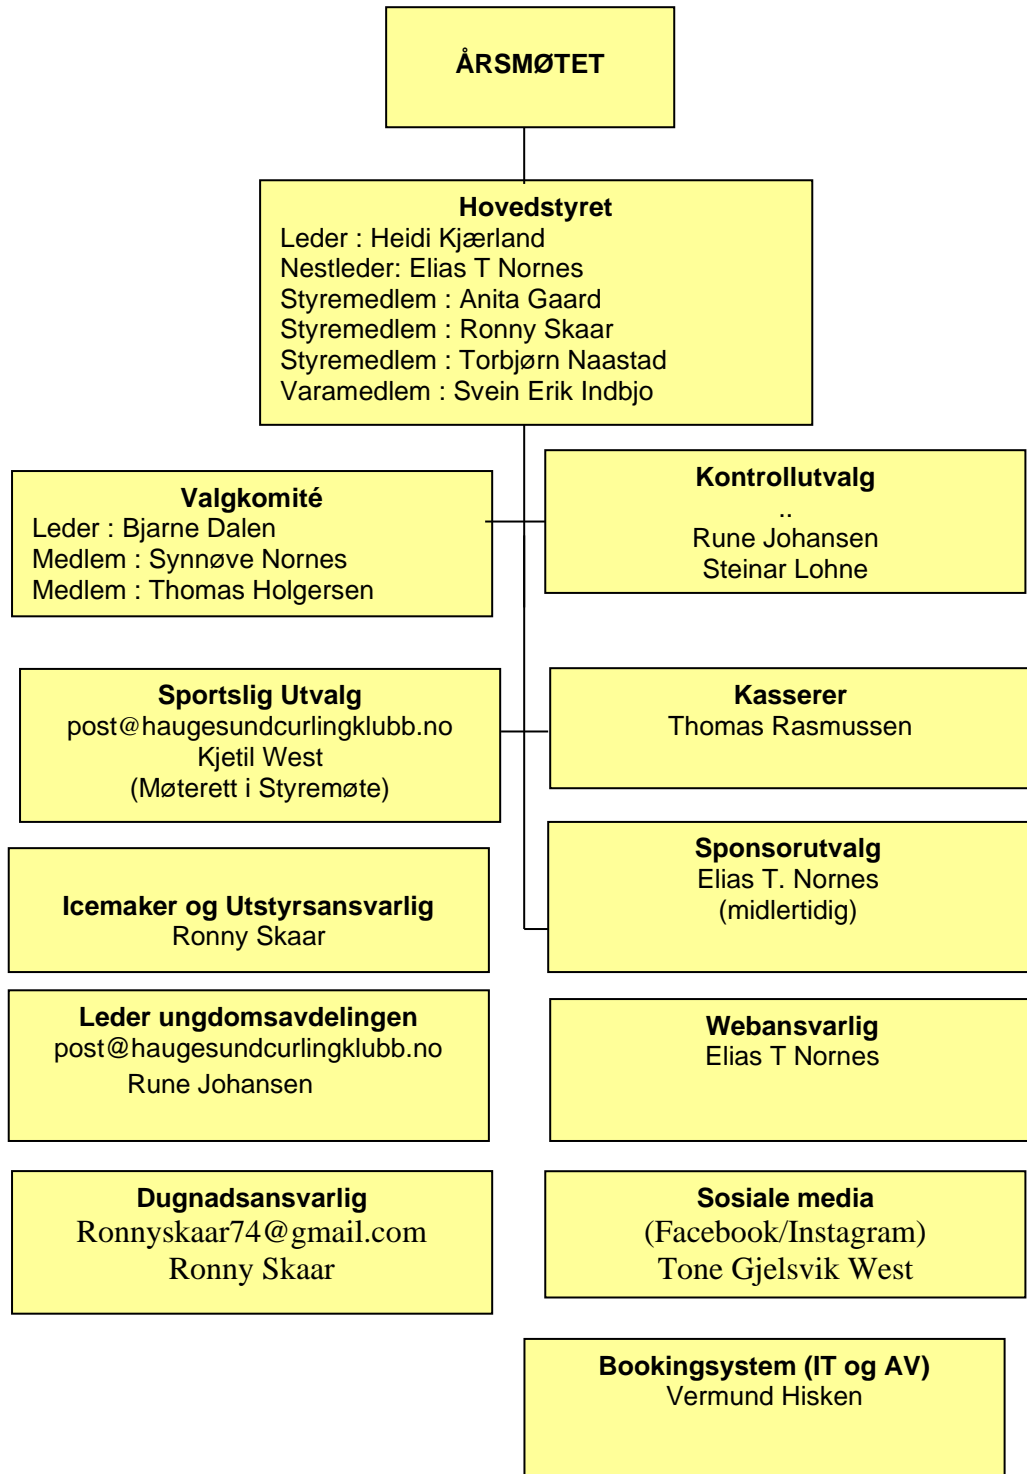 ÅRSMØTET
Hovedstyret
Leder : Heidi Kjærland
Nestleder: Elias T Nornes
Styremedlem : Anita Gaard
Styremedlem : Ronny Skaar
Styremedlem : Torbjørn Naastad
Varamedlem : Svein Erik Indbjo
Valgkomité
Leder : Bjarne Dalen
Medlem : Synnøve Nornes
Medlem : Thomas Holgersen
Kontrollutvalg
..
Rune Johansen
Steinar Lohne
Sportslig Utvalg
post@haugesundcurlingklubb.no
Kjetil West
(Møterett i Styremøte)
Kasserer
Thomas Rasmussen
Icemaker og Utstyrsansvarlig
Ronny Skaar
Sponsorutvalg
Elias T. Nornes
(midlertidig)
Leder ungdomsavdelingen
post@haugesundcurlingklubb.no
Rune Johansen
Webansvarlig
Elias T Nornes
Dugnadsansvarlig
Ronnyskaar74@gmail.com
Ronny Skaar
Sosiale media
(Facebook/Instagram)
Tone Gjelsvik West
Bookingsystem (IT og AV)
Vermund Hisken